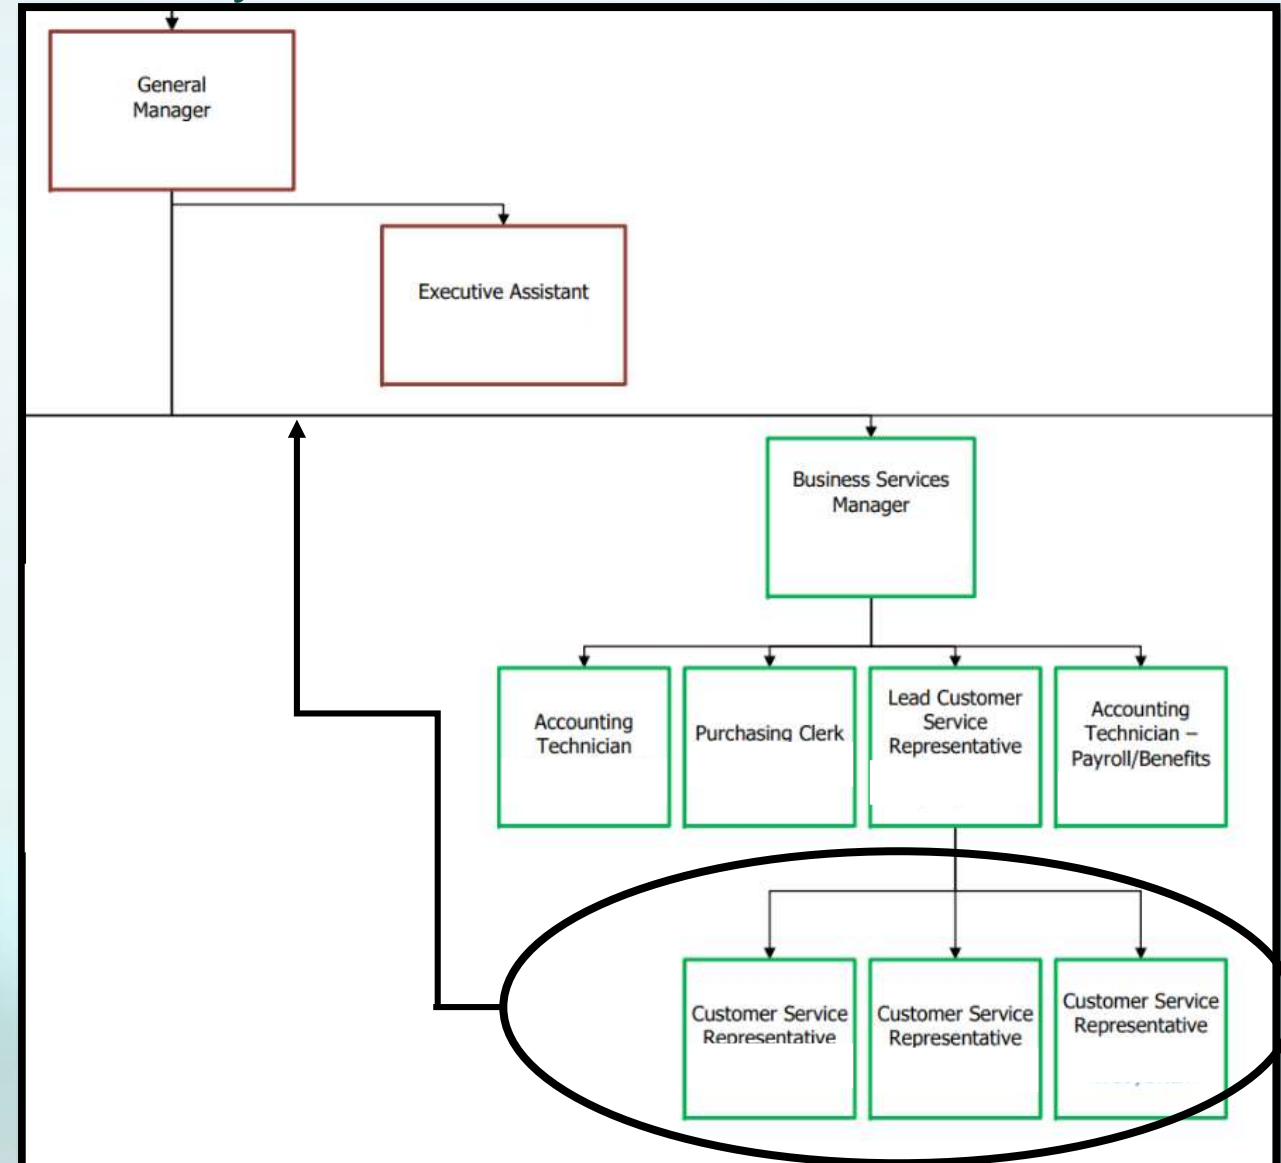 General
Manager
Executive Assistant
Business Services
Manager
Accounting
Technician
Purchasing Clerk
Lead Customer
Service
Representative
Accounting
Technician –
Payroll/Benefits
Customer Service
Representative
Customer Service
Representative
Customer Service
Representative